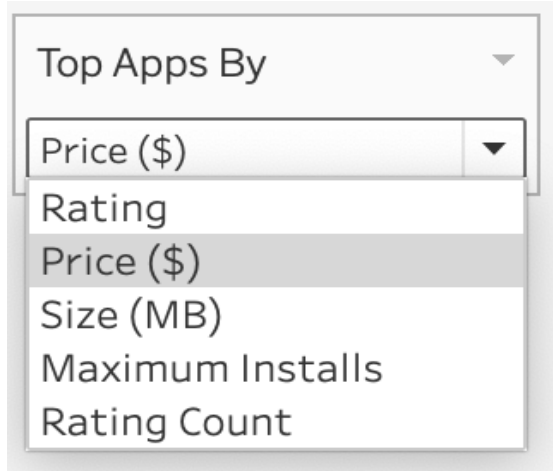 Top Apps By
Price ($)
Rating
Price ($)
Size (MB)
Maximum Installs
Rating Count